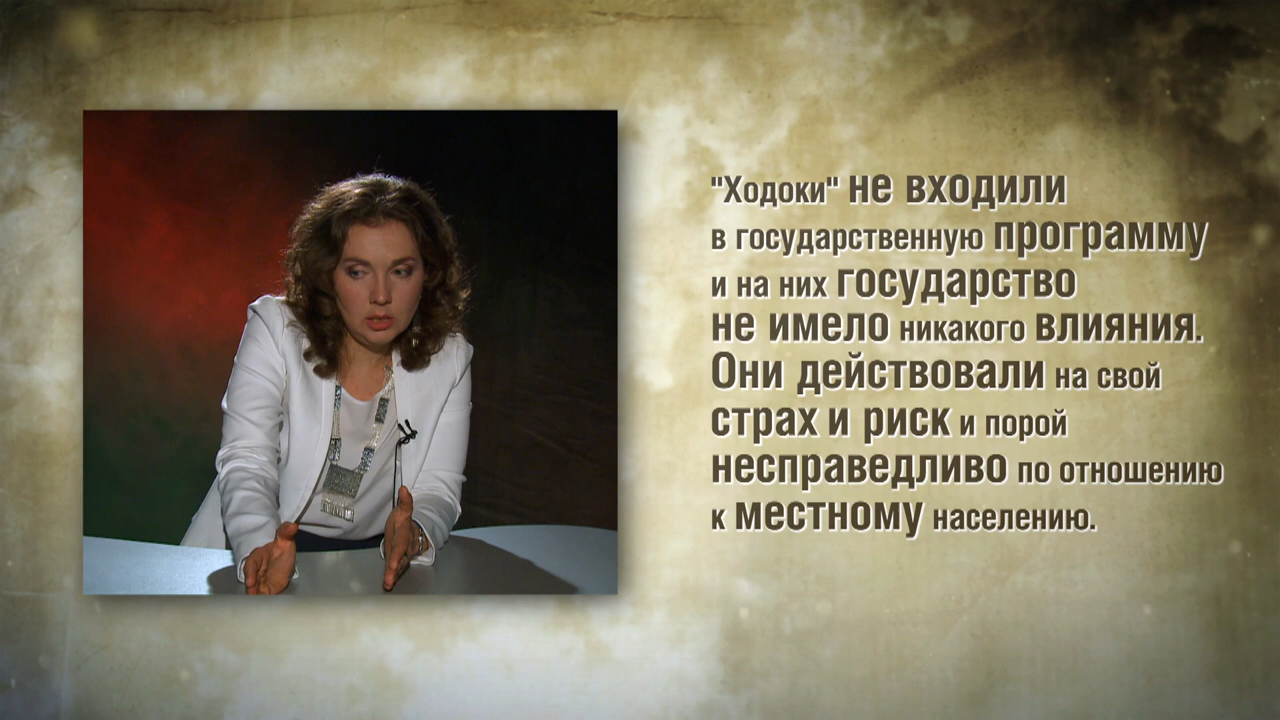 "Ходоки" не входили
в государственную программу
и на них государство
не имело никакого влияния.
Они действовали на свой
страх и риск и порой
несправедливо по отношению
к местному населению.